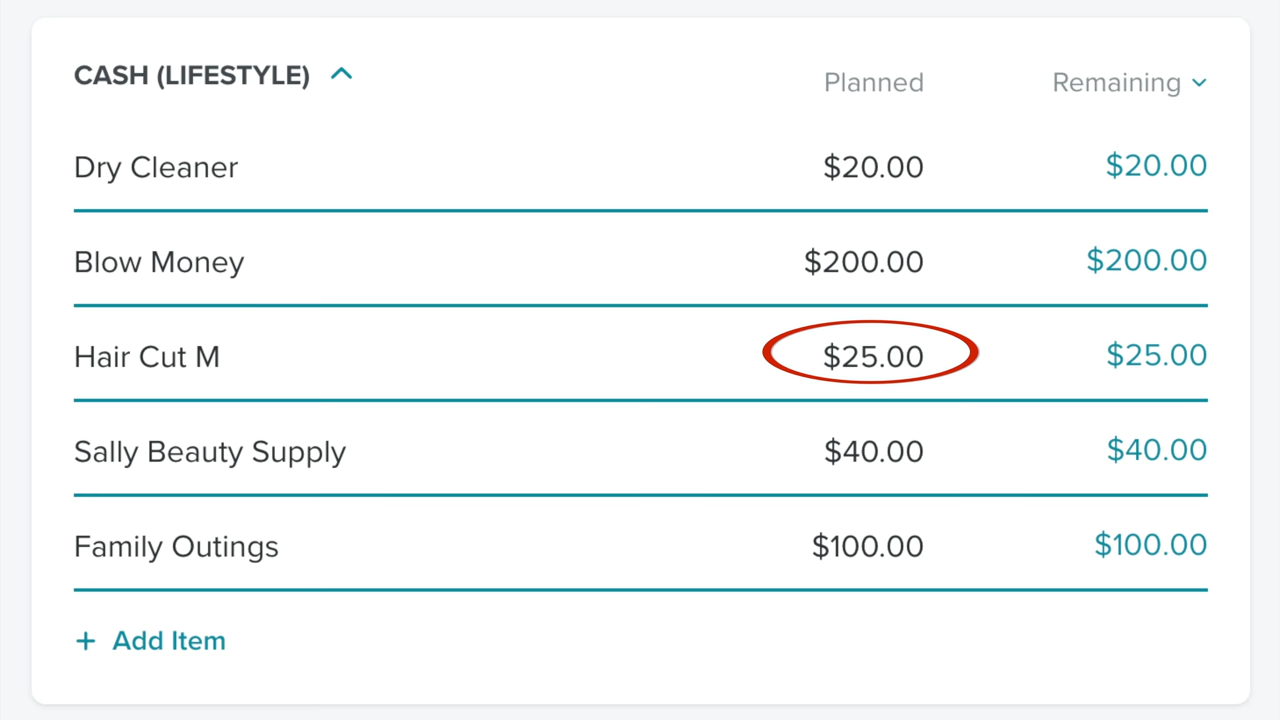 CASH (LIFESTYLE) Planned Remaining
Dry Cleaner $20.00 $20.00
Blow Money $200.00 $200.00
Hair Cut M $25.00 $25.00
Sally Beauty Supply $40.00 $40.00
Family Outings $100.00 $100.00
+ Add Item